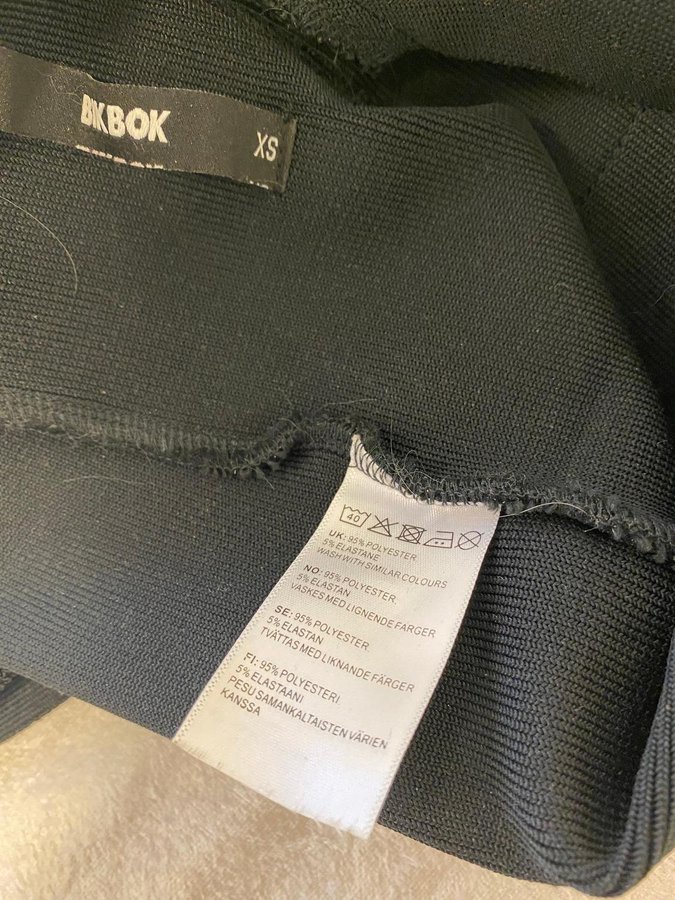 BIKBOK
XS
40
UK: 95% POLYESTER
5% ELASTANE
WASH WITH SIMILAR COLOURS
NO: 95% POLYESTER
5% ELASTAN
VASKES MED LIGNENDE FARGER
SE: 95% POLYESTER
5% ELASTAN
TVÄTTAS MED LIKNANDE FÄRGER
FI: 95% POLYESTERI
5% ELASTAANI
PESU SAMANKALTAISTEN VÄRIEN
KANSSA